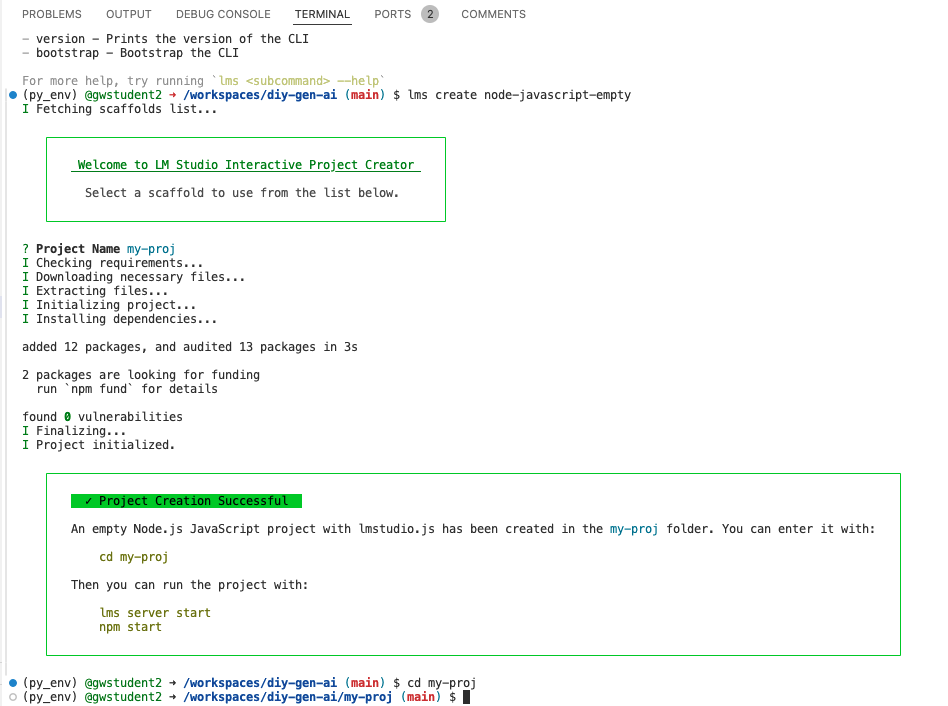 PROBLEMS OUTPUT DEBUG CONSOLE TERMINAL PORTS 2 COMMENTS
— version — Prints the version of the CLI
— bootstrap — Bootstrap the CLI
For more help, try running `lms <subcommand> --help`
(py_env) @gwstudent2 ➜ /workspaces/diy-gen-ai (main) $ lms create node-javascript-empty
I Fetching scaffolds list...
Welcome to LM Studio Interactive Project Creator
Select a scaffold to use from the list below.
? Project Name my-proj
I Checking requirements...
I Downloading necessary files...
I Extracting files...
I Initializing project...
I Installing dependencies...
added 12 packages, and audited 13 packages in 3s
2 packages are looking for funding
run `npm fund` for details
found 0 vulnerabilities
I Finalizing...
I Project initialized.
✓ Project Creation Successful
An empty Node.js JavaScript project with lmstudio.js has been created in the my-proj folder. You can enter it with:
cd my-proj
Then you can run the project with:
lms server start
npm start
(py_env) @gwstudent2 ➜ /workspaces/diy-gen-ai (main) $ cd my-proj
(py_env) @gwstudent2 ➜ /workspaces/diy-gen-ai/my-proj (main) $